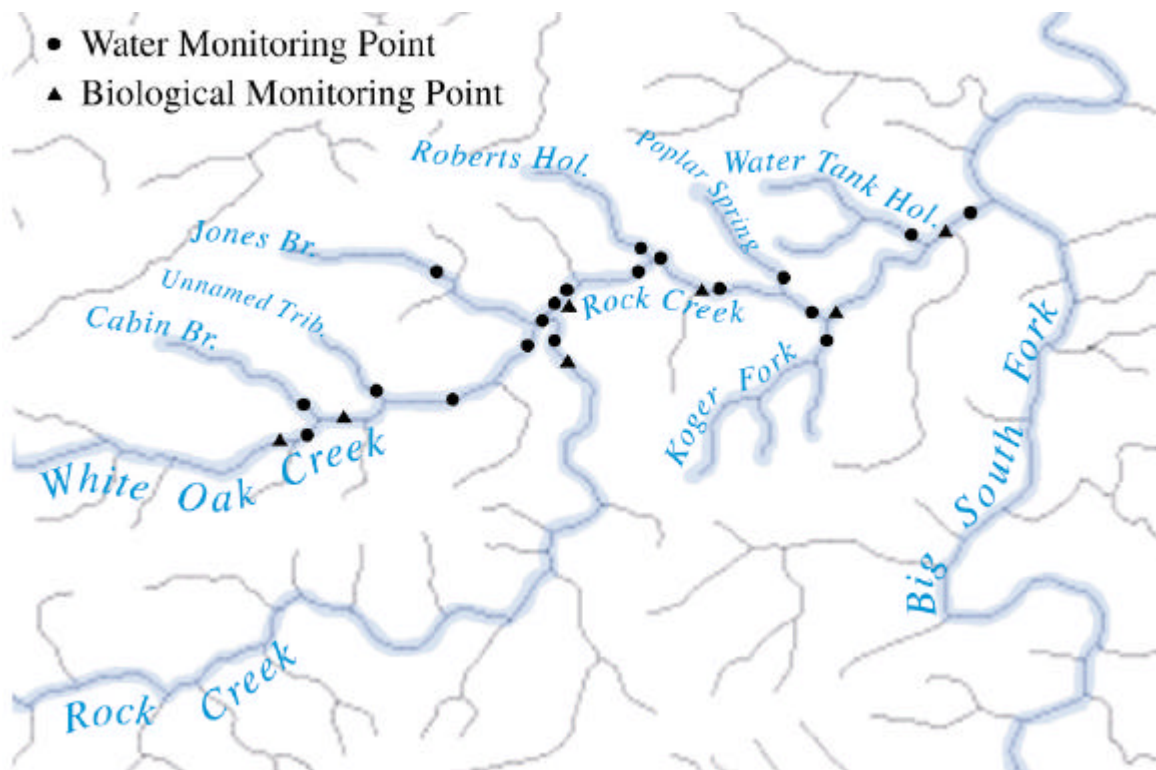 Water Monitoring Point
Biological Monitoring Point
Roberts Hol.
Poplar Spring
Water Tank Hol.
Jones Br.
Unnamed Trib.
Cabin Br.
Rock Creek
Koger Fork
White Oak Creek
Big South Fork
Rock Creek